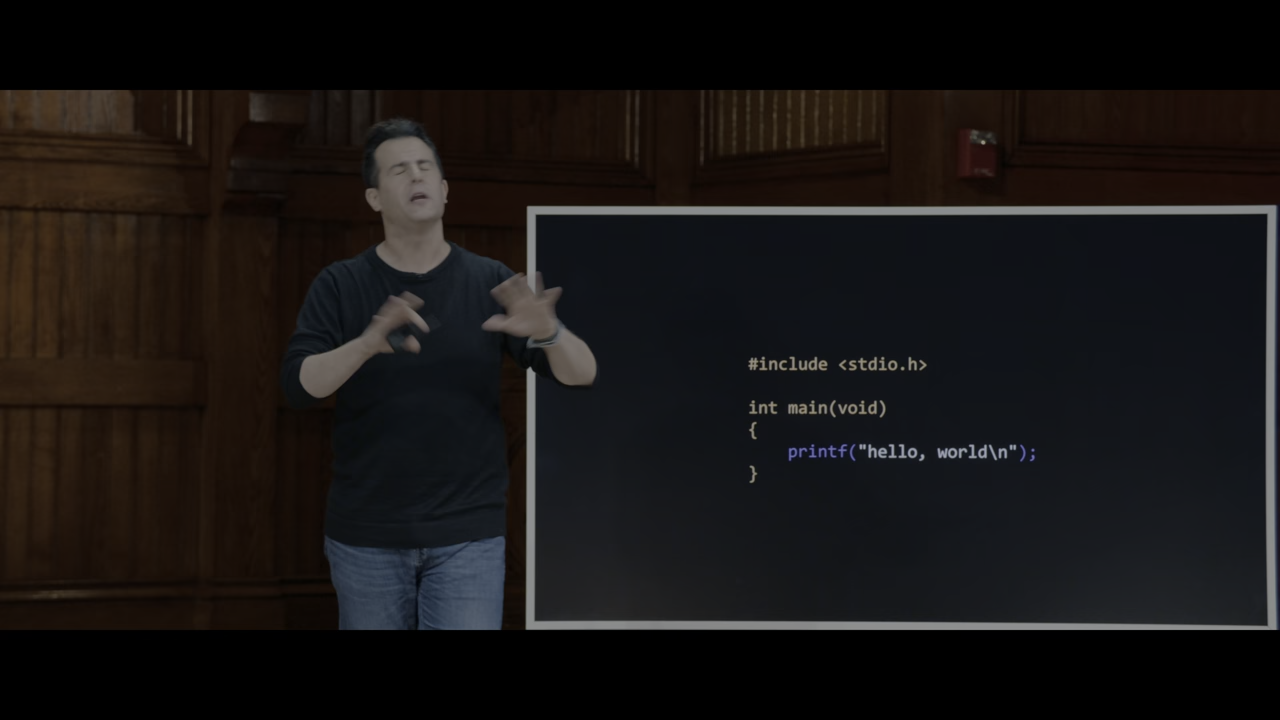 #include <stdio.h>
int main(void)
{
    printf("hello, world\n");
}